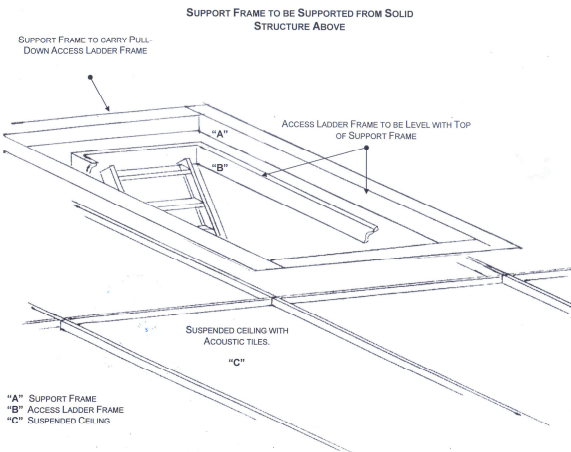 SUPPORT FRAME TO BE SUPPORTED FROM SOLID
STRUCTURE ABOVE
SUPPORT FRAME TO CARRY PULL-
DOWN ACCESS LADDER FRAME
"A"
ACCESS LADDER FRAME TO BE LEVEL WITH TOP
OF SUPPORT FRAME
"B"
SUSPENDED CEILING WITH
ACOUSTIC TILES.
"C"
"A" SUPPORT FRAME
"B" ACCESS LADDER FRAME
"C" SUSPENDED CEILING